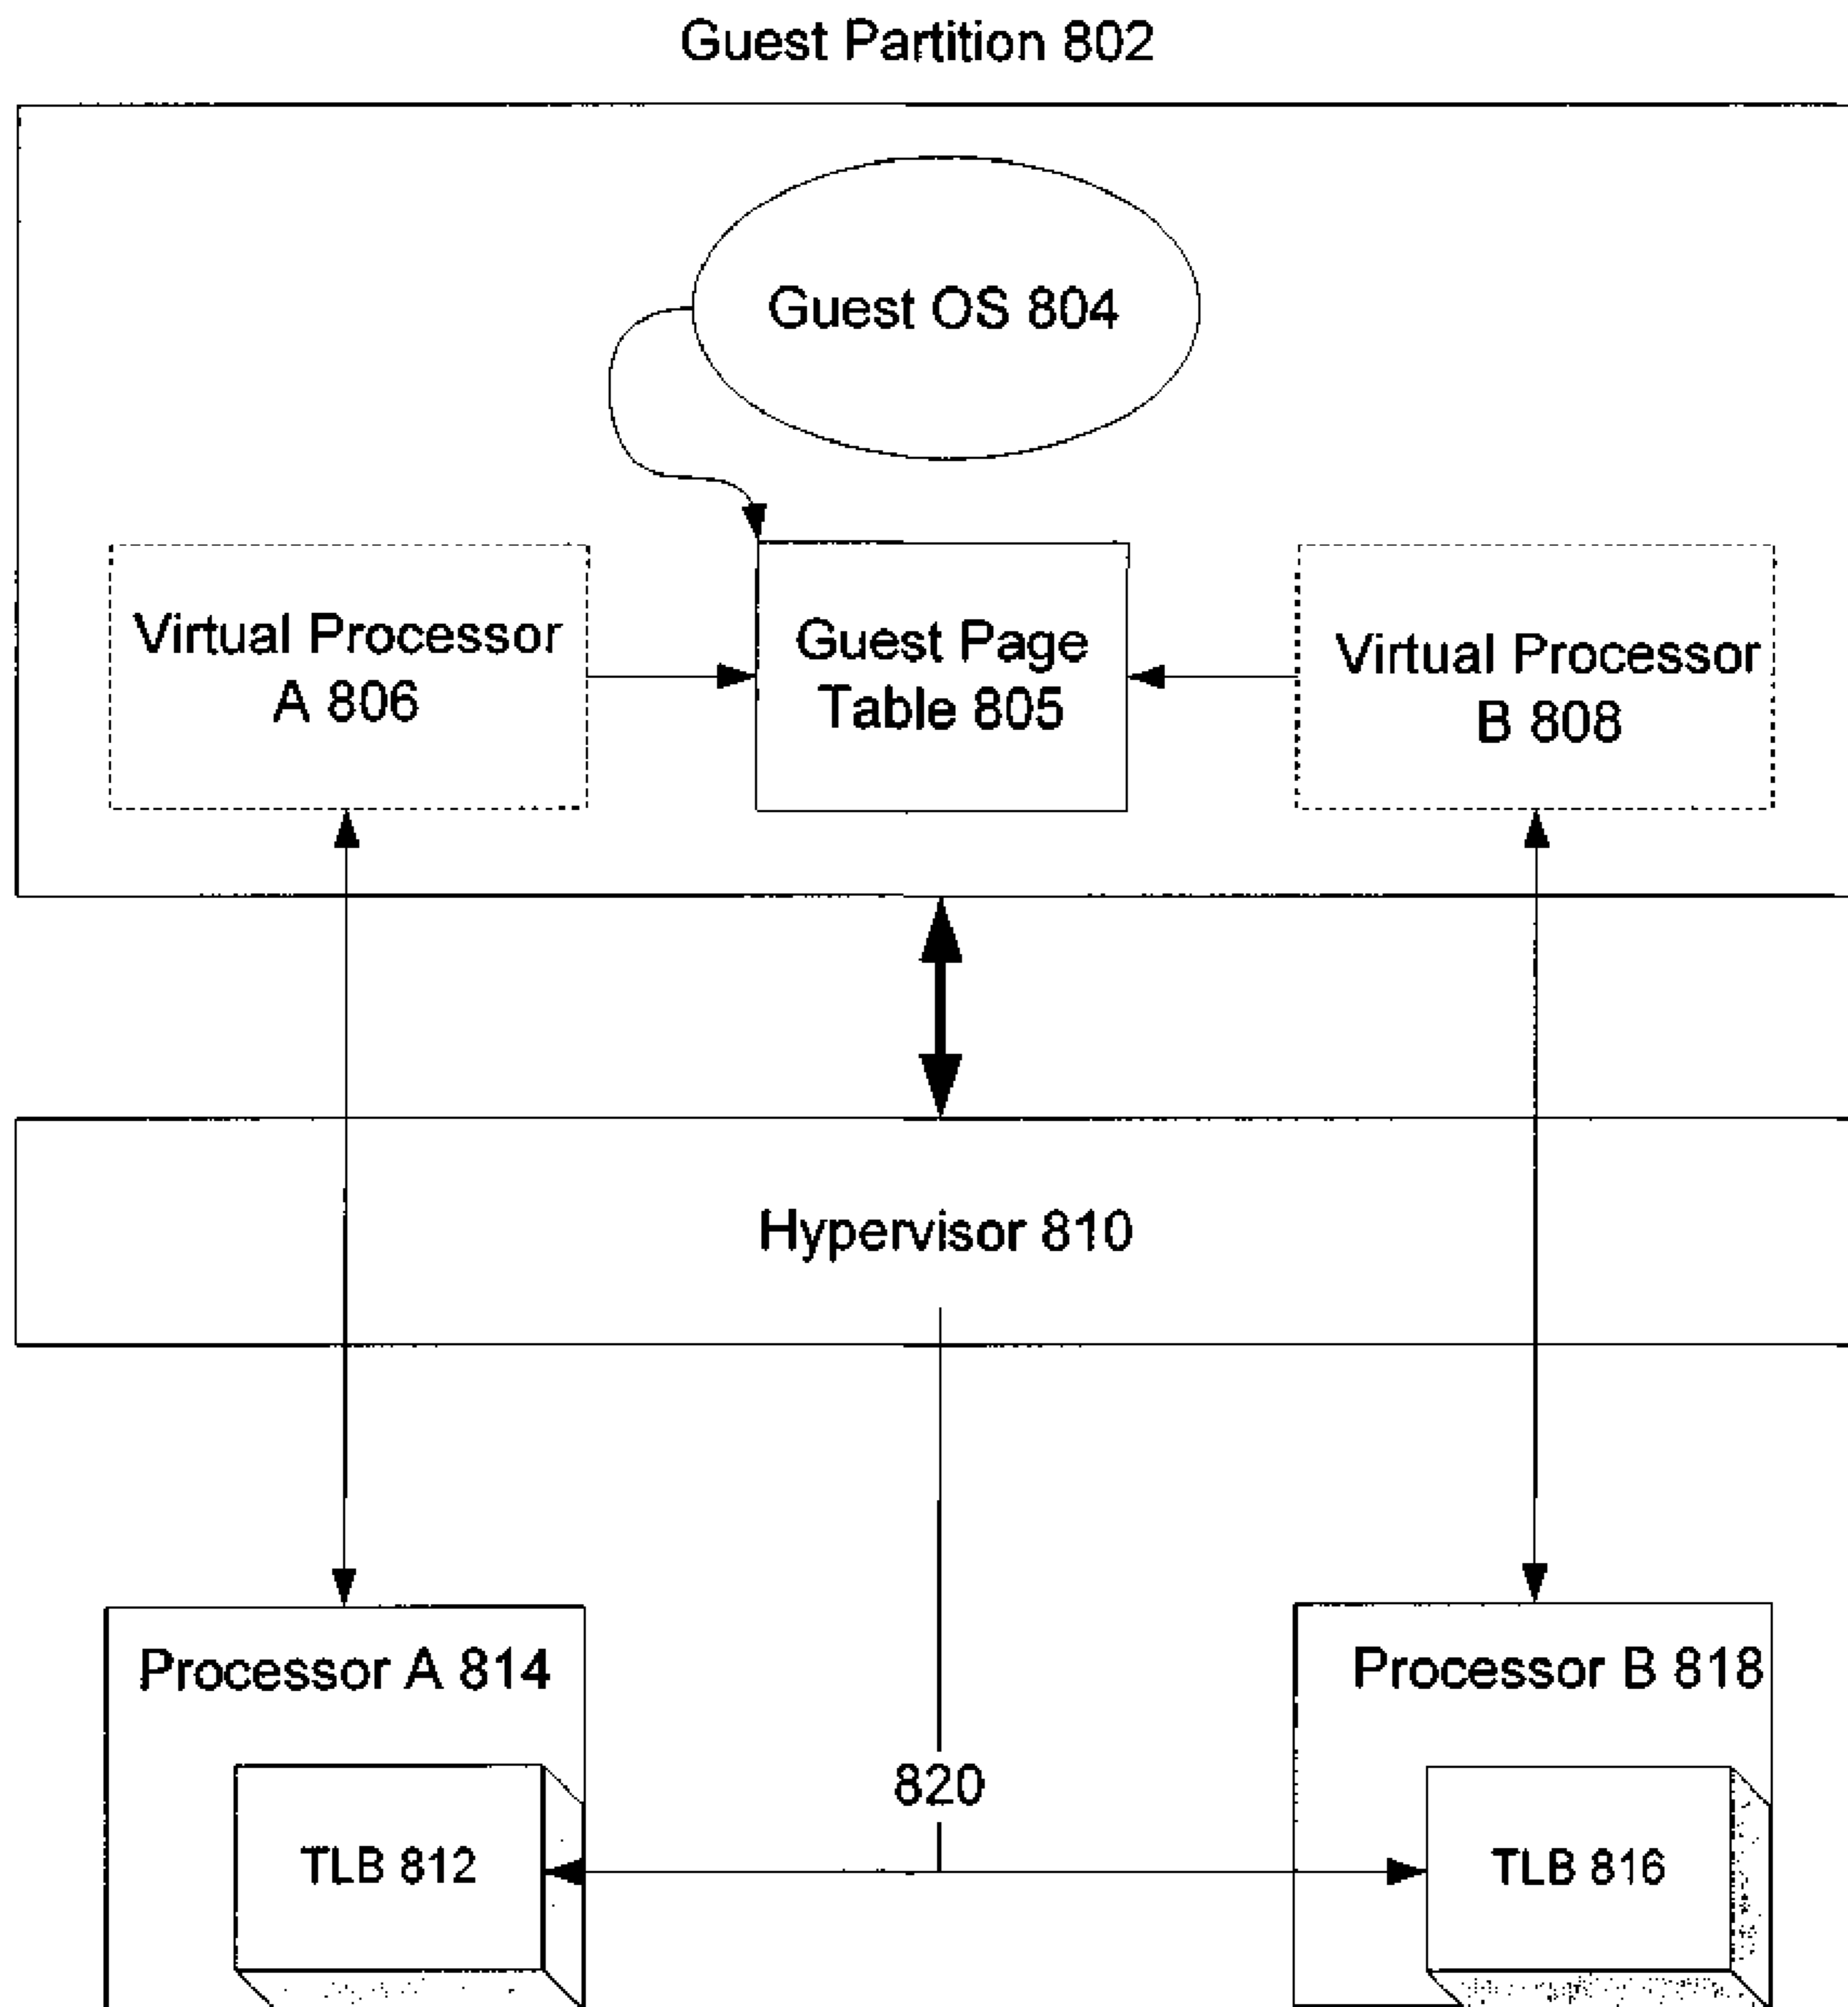 Guest Partition 802
Guest OS 804
Virtual Processor
A 806
Guest Page
Table 805
Virtual Processor
B 808
Hypervisor 810
Processor A 814
Processor B 818
820
TLB 812
TLB 816